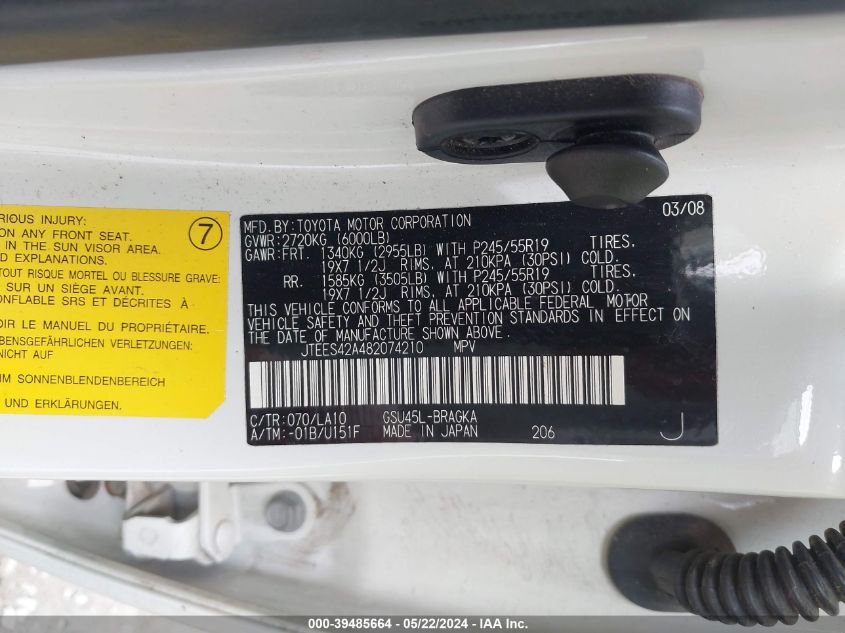 RIOUS INJURY:
ON ANY FRONT SEAT.
IN THE SUN VISOR AREA.
D EXPLANATIONS.
TOUT RISQUE MORTEL OU BLESSURE GRAVE:
SUR UN SIÈGE AVANT.
ONFLABLE SRS ET DÉCRITES À
OIR LE MANUEL DU PROPRIÉTAIRE.
EBENSGEFÄHRLICHEN VERLETZUNG.
NICHT AUF
IM SONNENBLENDENBEREICH
7
MFD.BY:TOYOTA MOTOR CORPORATION 03/08
GVWR:2720KG (6000LB)
GAWR:FRT. 1340KG (2955LB) WITH P245/55R19 TIRES,
19X7 1/2J RIMS, AT 210KPA (30PSI) COLD.
RR. 1585KG (3505LB) WITH P245/55R19 TIRES,
19X7 1/2J RIMS, AT 210KPA (30PSI) COLD.
THIS VEHICLE CONFORMS TO ALL APPLICABLE FEDERAL MOTOR
VEHICLE SAFETY AND THEFT PREVENTION STANDARDS IN EFFECT ON
THE DATE OF MANUFACTURE SHOWN ABOVE.
JTEES42A482074210 MPV
C/TR:070/LA10 GSU45L-BRAGKA
A/TM:-01B/U151F MADE IN JAPAN 206 J
000-39485664 - 05/22/2024 - IAA Inc.